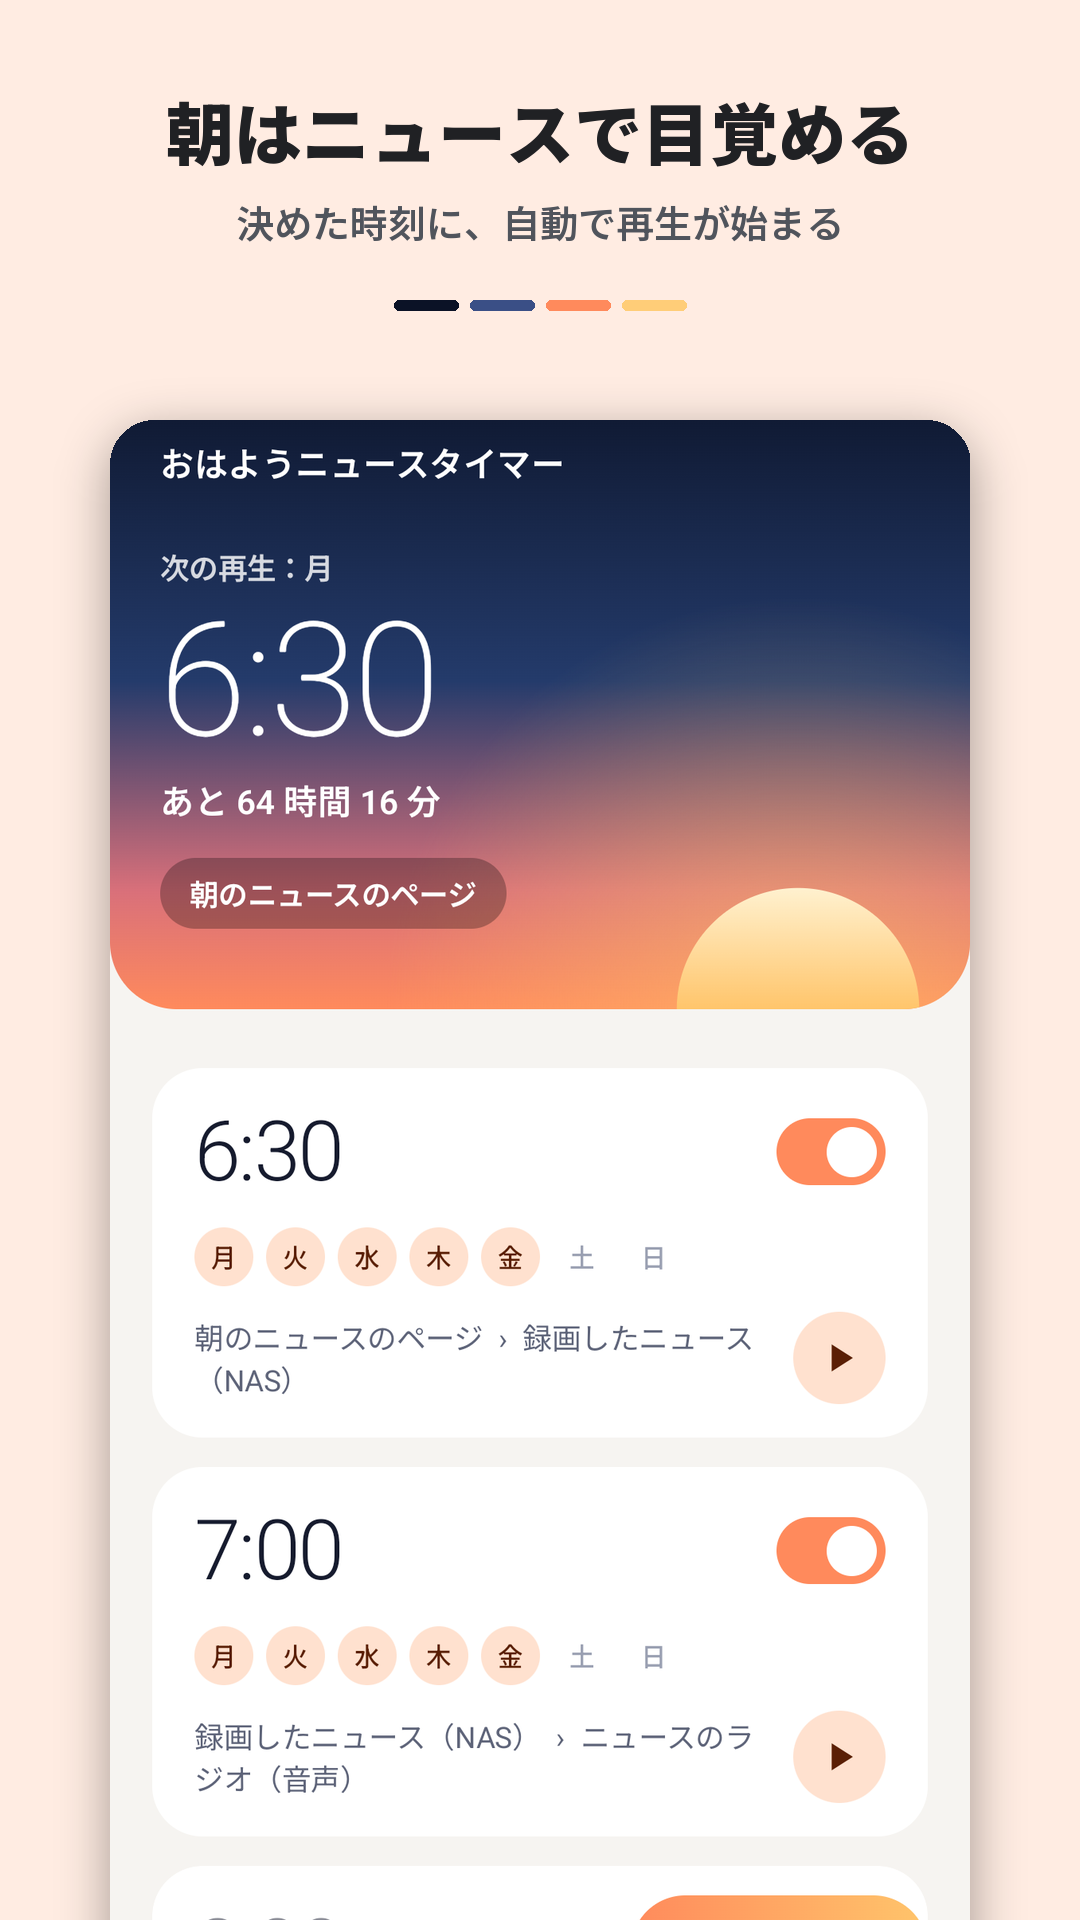 朝はニュースで目覚める
決めた時刻に、自動で再生が始まる
おはようニュースタイマー
次の再生：月
6:30
あと 64 時間 16 分
朝のニュースのページ
6:30
月 火 水 木 金 土 日
朝のニュースのページ › 録画したニュース
（NAS）
7:00
月 火 水 木 金 土 日
録画したニュース（NAS） › ニュースのラ
ジオ（音声）